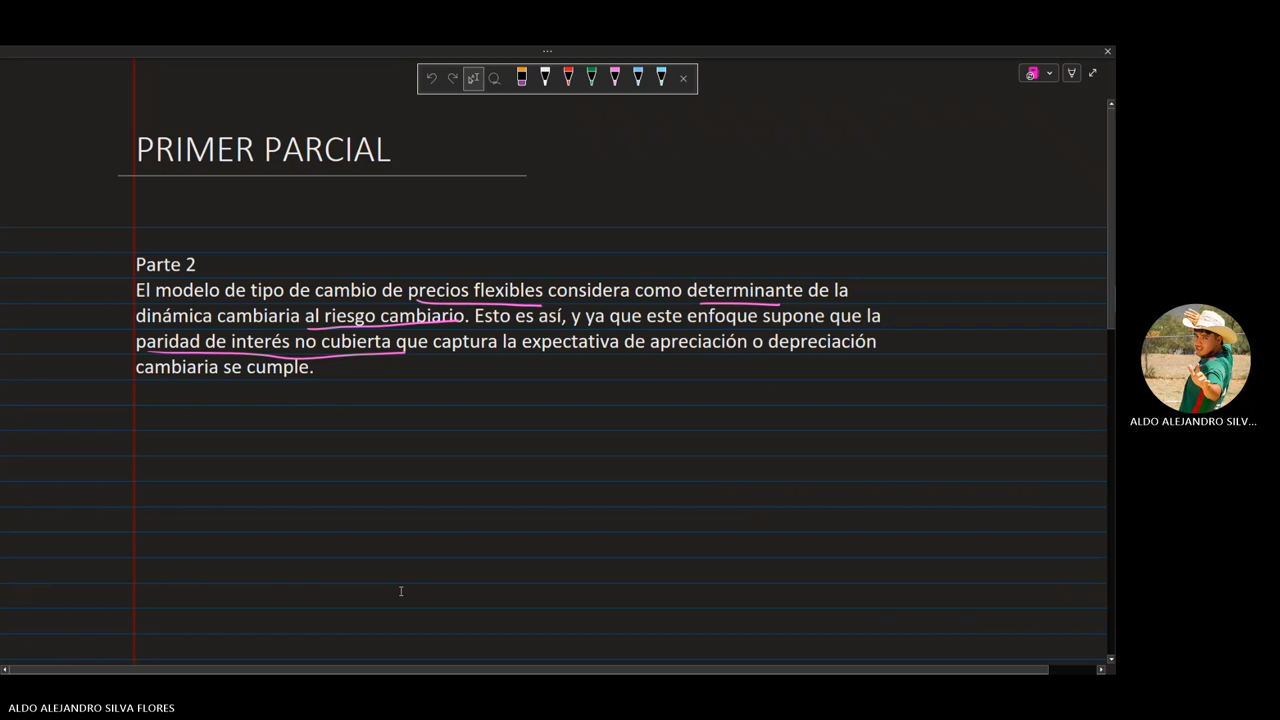 PRIMER PARCIAL
Parte 2
El modelo de tipo de cambio de precios flexibles considera como determinante de la
dinámica cambiaria al riesgo cambiario. Esto es así, y ya que este enfoque supone que la
paridad de interés no cubierta que captura la expectativa de apreciación o depreciación
cambiaria se cumple.
ALDO ALEJANDRO SILV...
ALDO ALEJANDRO SILVA FLORES